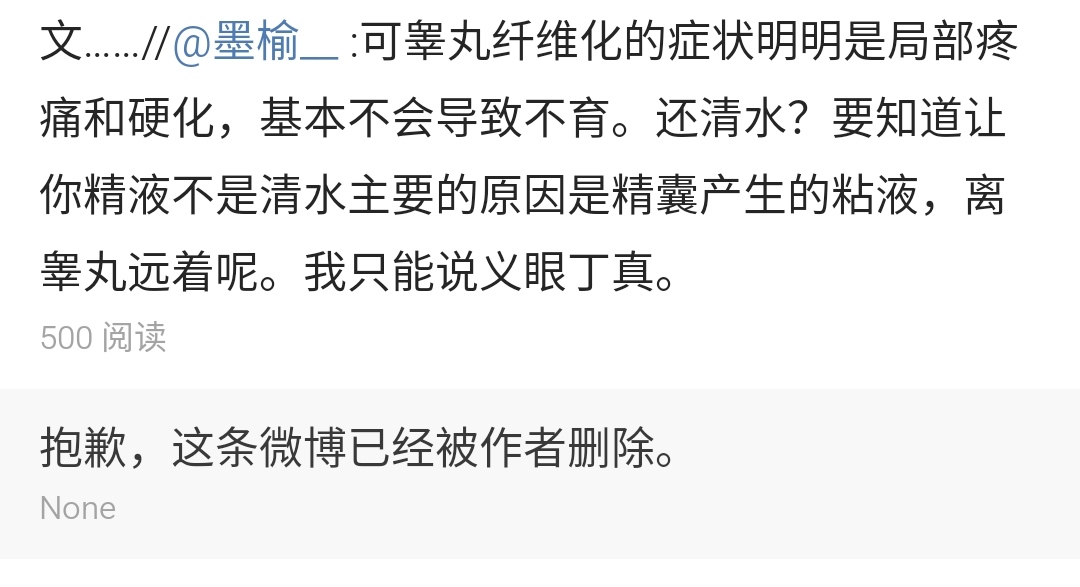 文......//@墨榆__ :可睾丸纤维化的症状明明是局部疼
痛和硬化，基本不会导致不育。还清水？要知道让
你精液不是清水主要的原因是精囊产生的粘液，离
睾丸远着呢。我只能说义眼丁真。
500 阅读
抱歉，这条微博已经被作者删除。
None